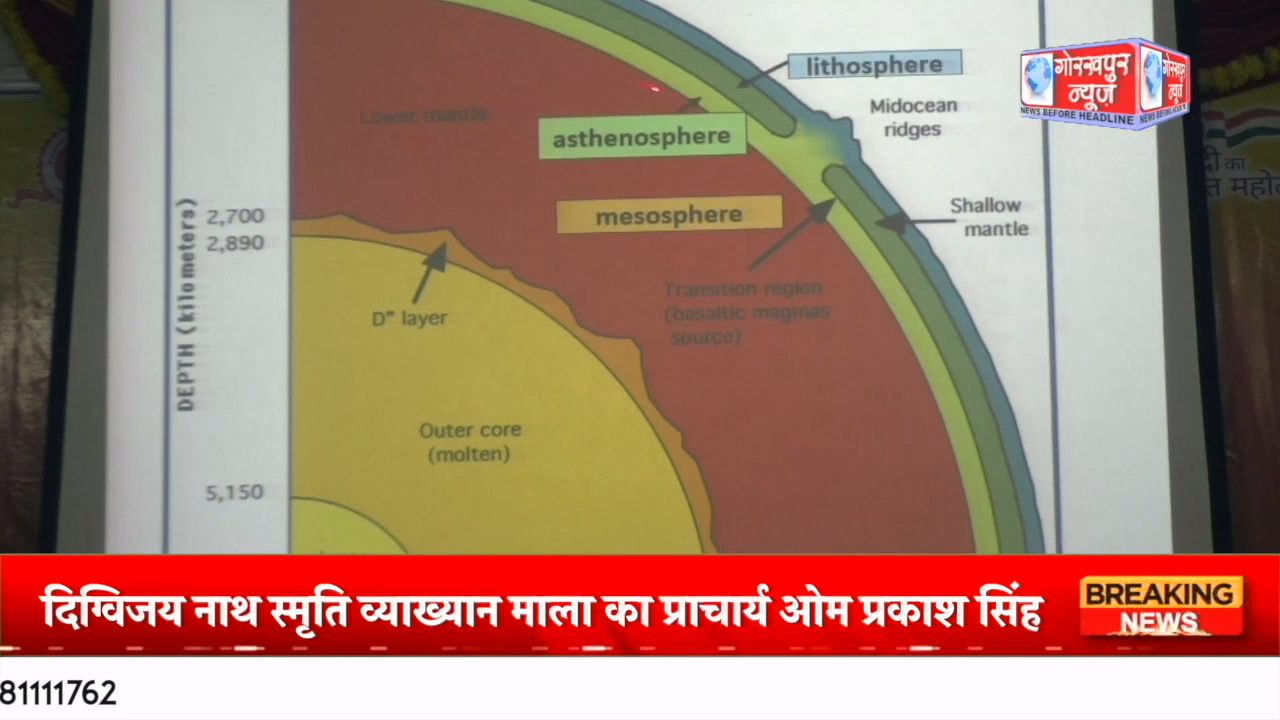 lithosphere
गोरखपुर
न्यूज़
NEWS BEFORE HEADLINE
Midocean
ridges
Lower mantle
asthenosphere
mesosphere
Shallow
mantle
DEPTH (kilometers)
2,700
2,890
Transition region
(basaltic magmas
source)
D" layer
Outer core
(molten)
5,150
दिग्विजय नाथ स्मृति व्याख्यान माला का प्राचार्य ओम प्रकाश सिंह
BREAKING
NEWS
81111762